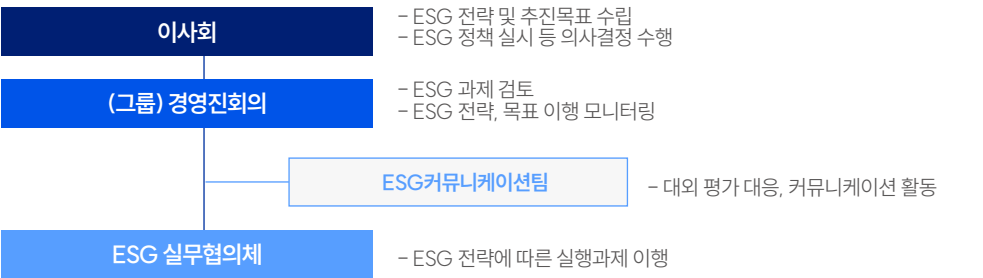 이사회
– ESG 전략 및 추진목표 수립
– ESG 정책 실시 등 의사결정 수행
(그룹) 경영진회의
– ESG 과제 검토
– ESG 전략, 목표 이행 모니터링
ESG커뮤니케이션팀
– 대외 평가 대응, 커뮤니케이션 활동
ESG 실무협의체
– ESG 전략에 따른 실행과제 이행